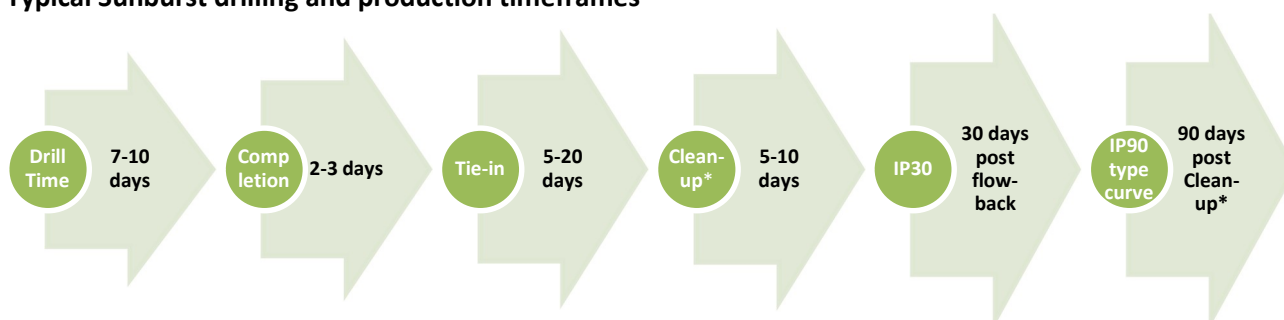 Typical Sunburst drilling and production timeframes
Drill
Time
7-10
days
Comp
letion
2-3 days
Tie-in
5-20
days
Clean-
up*
5-10
days
IP30
30 days
post
flow-
back
IP90
type
curve
90 days
post
Clean-
up*